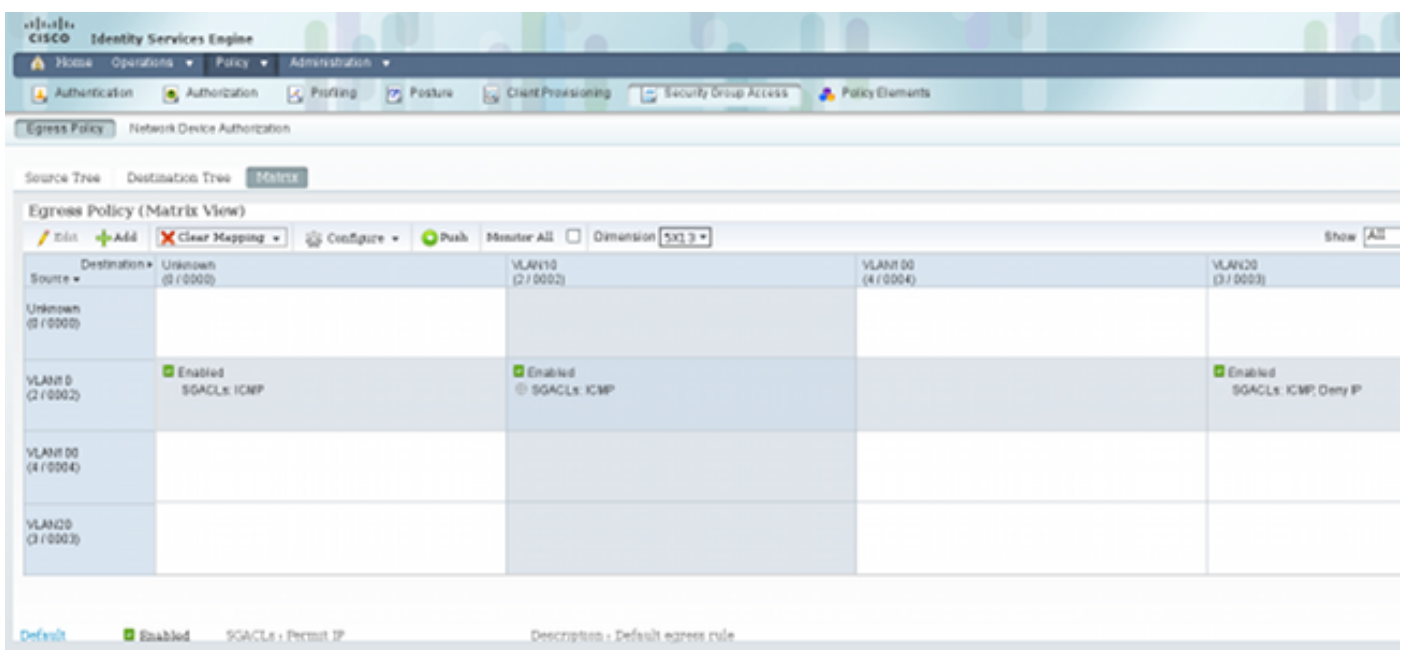 CISCO Identity Services Engine
Home Operations Policy Administration
Authentication Authorization Profiling Posture Client Provisioning Security Group Access Policy Elements
Egress Policy Network Device Authorization
Source Tree Destination Tree Matrix
Egress Policy (Matrix View)
Edit Add Clear Mapping Configure Push Monitor All Dimension 5X13 Show All
Destination Unknown VLAN10 VLAN100 VLAN20
Source (0 / 0000) (2 / 0002) (4 / 0004) (3 / 0003)
Unknown
(0 / 0000)
Enabled Enabled Enabled
VLAN10 SGACLs: ICMP SGACLs: ICMP SGACLs: ICMP, Deny IP
(2 / 0002)
VLAN100
(4 / 0004)
VLAN20
(3 / 0003)
Default Enabled SGACLs : Permit IP Description : Default egress rule